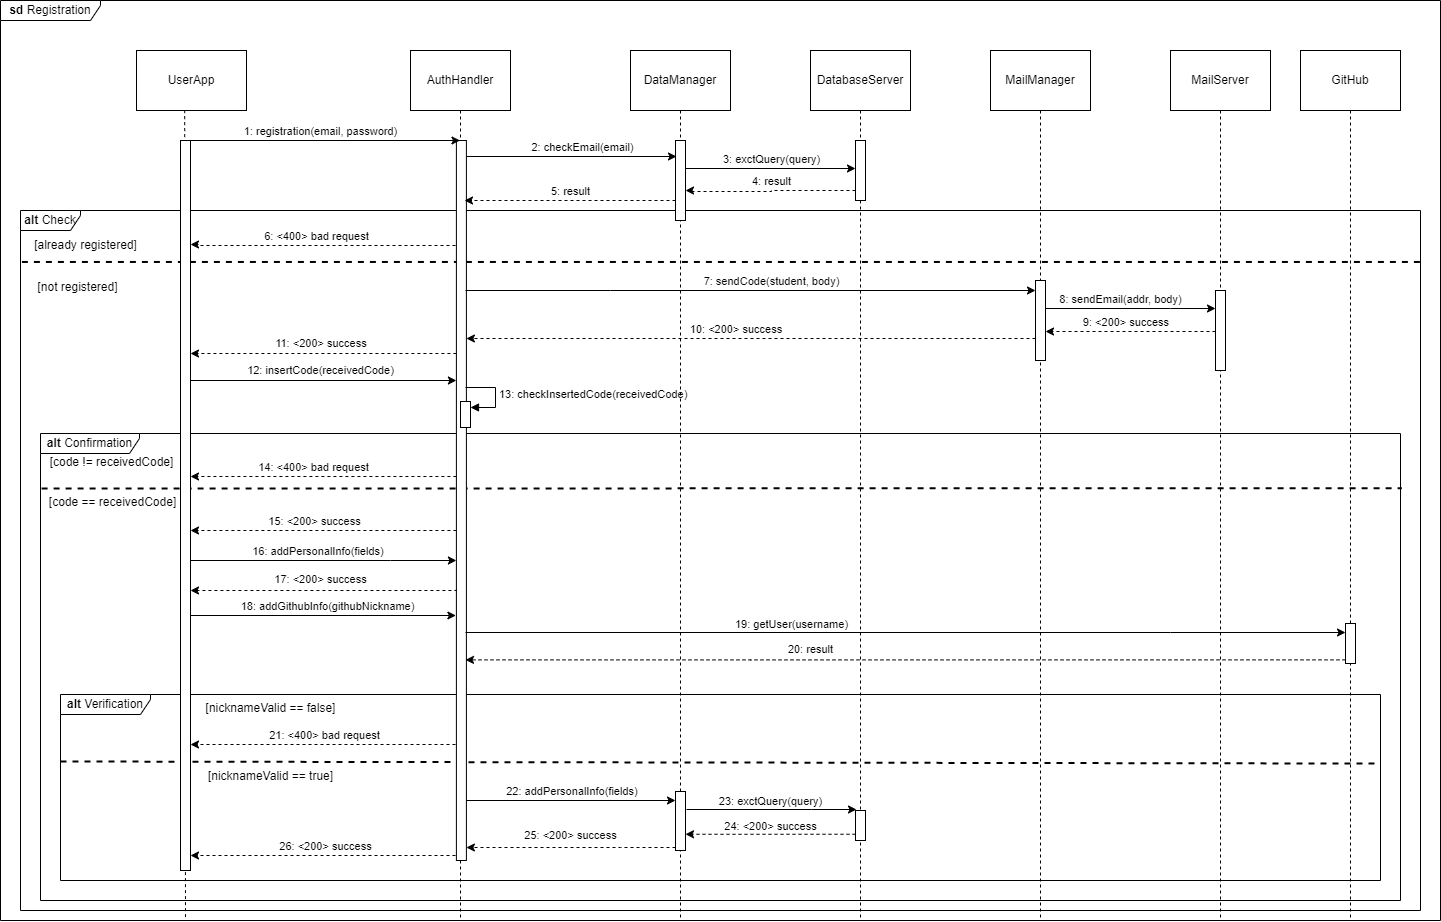 sd Registration
UserApp
AuthHandler
DataManager
DatabaseServer
MailManager
MailServer
GitHub
1: registration(email, password)
2: checkEmail(email)
3: exctQuery(query)
4: result
5: result
alt Check
6: <400> bad request
[already registered]
[not registered]
7: sendCode(student, body)
8: sendEmail(addr, body)
9: <200> success
10: <200> success
11: <200> success
12: insertCode(receivedCode)
13: checkInsertedCode(receivedCode)
alt Confirmation
[code != receivedCode]
14: <400> bad request
[code == receivedCode]
15: <200> success
16: addPersonalInfo(fields)
17: <200> success
18: addGithubInfo(githubNickname)
19: getUser(username)
20: result
alt Verification
[nicknameValid == false]
21: <400> bad request
[nicknameValid == true]
22: addPersonalInfo(fields)
23: exctQuery(query)
24: <200> success
25: <200> success
26: <200> success